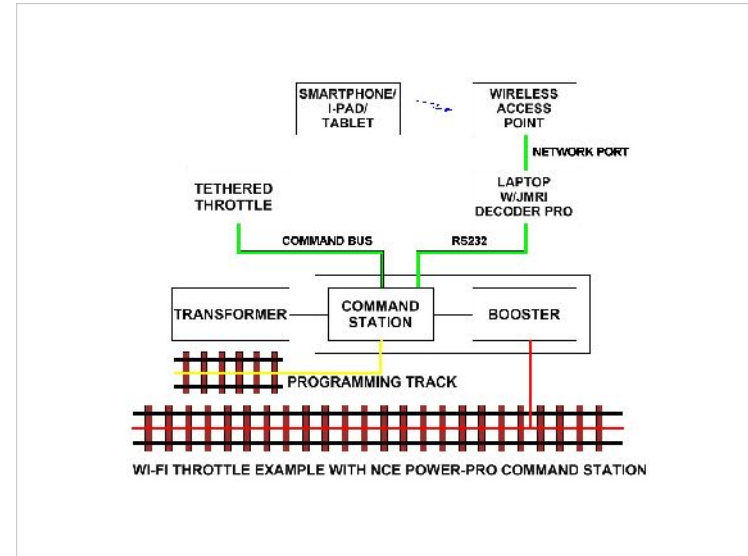 SMARTPHONE/
I-PAD/
TABLET
WIRELESS
ACCESS
POINT
NETWORK PORT
TETHERED
THROTTLE
LAPTOP
W/JMRI
DECODER PRO
COMMAND BUS
RS232
TRANSFORMER
COMMAND
STATION
BOOSTER
PROGRAMMING TRACK
WI-FI THROTTLE EXAMPLE WITH NCE POWER-PRO COMMAND STATION